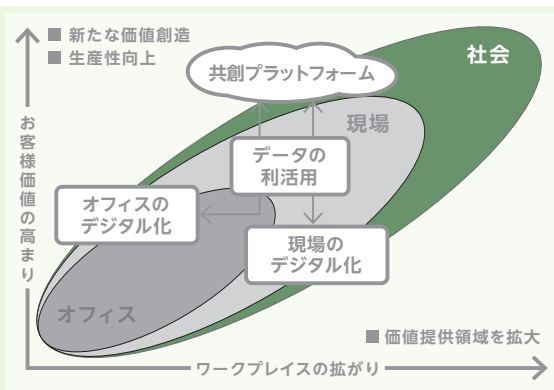 ■ 新たな価値創造
■ 生産性向上
共創プラットフォーム
社会
現場
お客様価値の高まり
データの
利活用
オフィスの
デジタル化
現場の
デジタル化
オフィス
■ 価値提供領域を拡大
ワークプレイスの拡がり